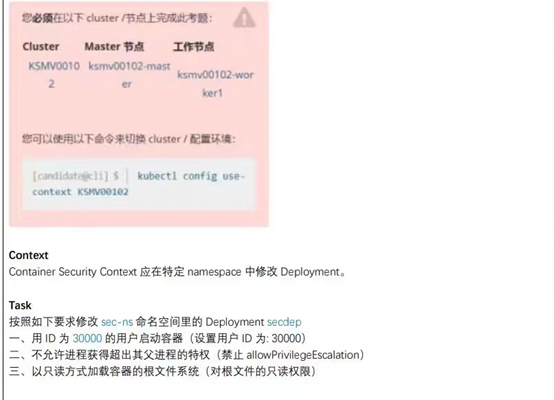 您必须在以下 cluster /节点上完成此考题：
Cluster Master 节点 工作节点
KSMV00102 ksmv00102-master ksmv00102-worker1
您可以使用以下命令来切换 cluster / 配置环境：
[candidate@cli] $ | kubectl config use-
context KSMV00102
Context
Container Security Context 应在特定 namespace 中修改 Deployment。
Task
按照如下要求修改 sec-ns 命名空间里的 Deployment secdep
一、用 ID 为 30000 的用户启动容器（设置用户 ID 为: 30000）
二、不允许进程获得超出其父进程的特权（禁止 allowPrivilegeEscalation）
三、以只读方式加载容器的根文件系统（对根文件的只读权限）